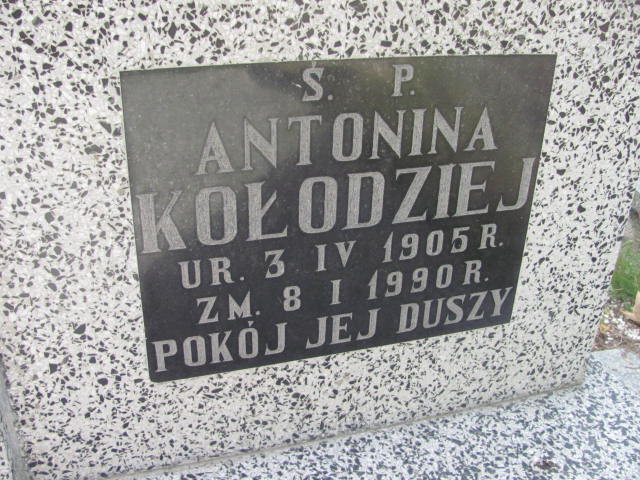 Ś. P.
ANTONINA
KOŁODZIEJ
UR. 3 IV 1905 R.
ZM. 8 I 1990 R.
POKÓJ JEJ DUSZY